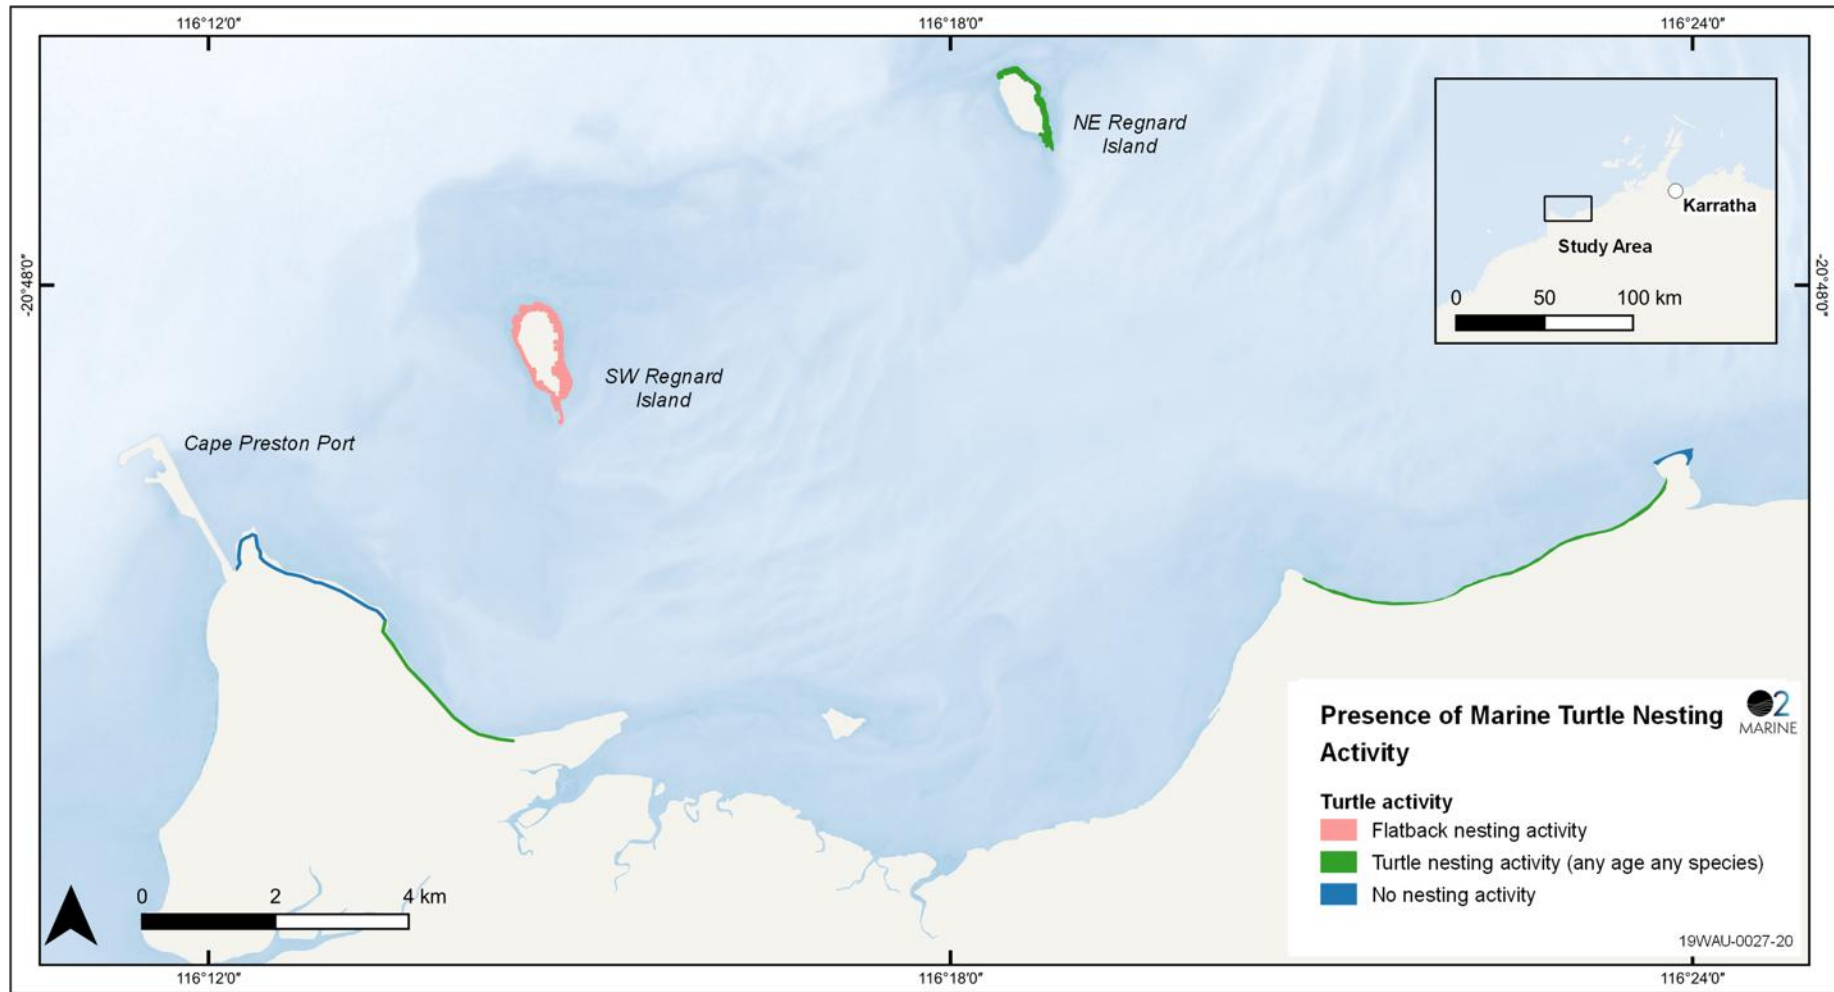 116°12'0"
116°18'0"
116°24'0"
NE Regnard
Island
Karratha
Study Area
0 50 100 km
-20°48'0"
-20°48'0"
SW Regnard
Island
Cape Preston Port
Presence of Marine Turtle Nesting
Activity
O2
MARINE
Turtle activity
Flatback nesting activity
Turtle nesting activity (any age any species)
No nesting activity
0 2 4 km
19WAU-0027-20
116°12'0"
116°18'0"
116°24'0"